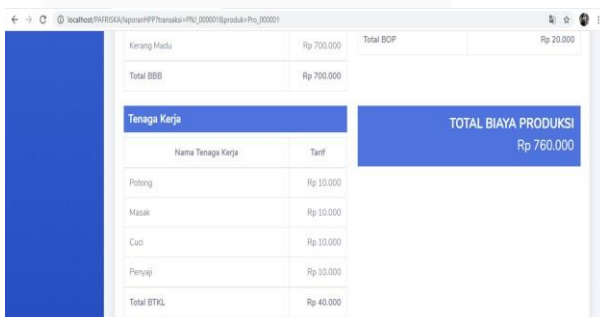 localhost/PAFRISKA/laporanHPP?transaksi=PNJ_000001&produk=Pro_000001
Kerang Madu Rp 700.000
Total BBB Rp 700.000
Total BOP Rp 20.000
Tenaga Kerja
Nama Tenaga Kerja Tarif
Potong Rp 10.000
Masak Rp 10.000
Cuci Rp 10.000
Penyaji Rp 10.000
Total BTKL Rp 40.000
TOTAL BIAYA PRODUKSI
Rp 760.000